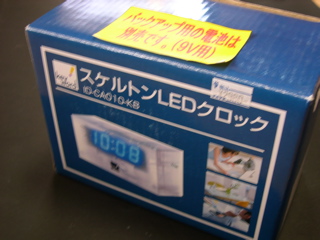 バックアップ用の電池は
別売です。(9V用)
スケルトンLEDクロック
ID-CA010-KB
10:08